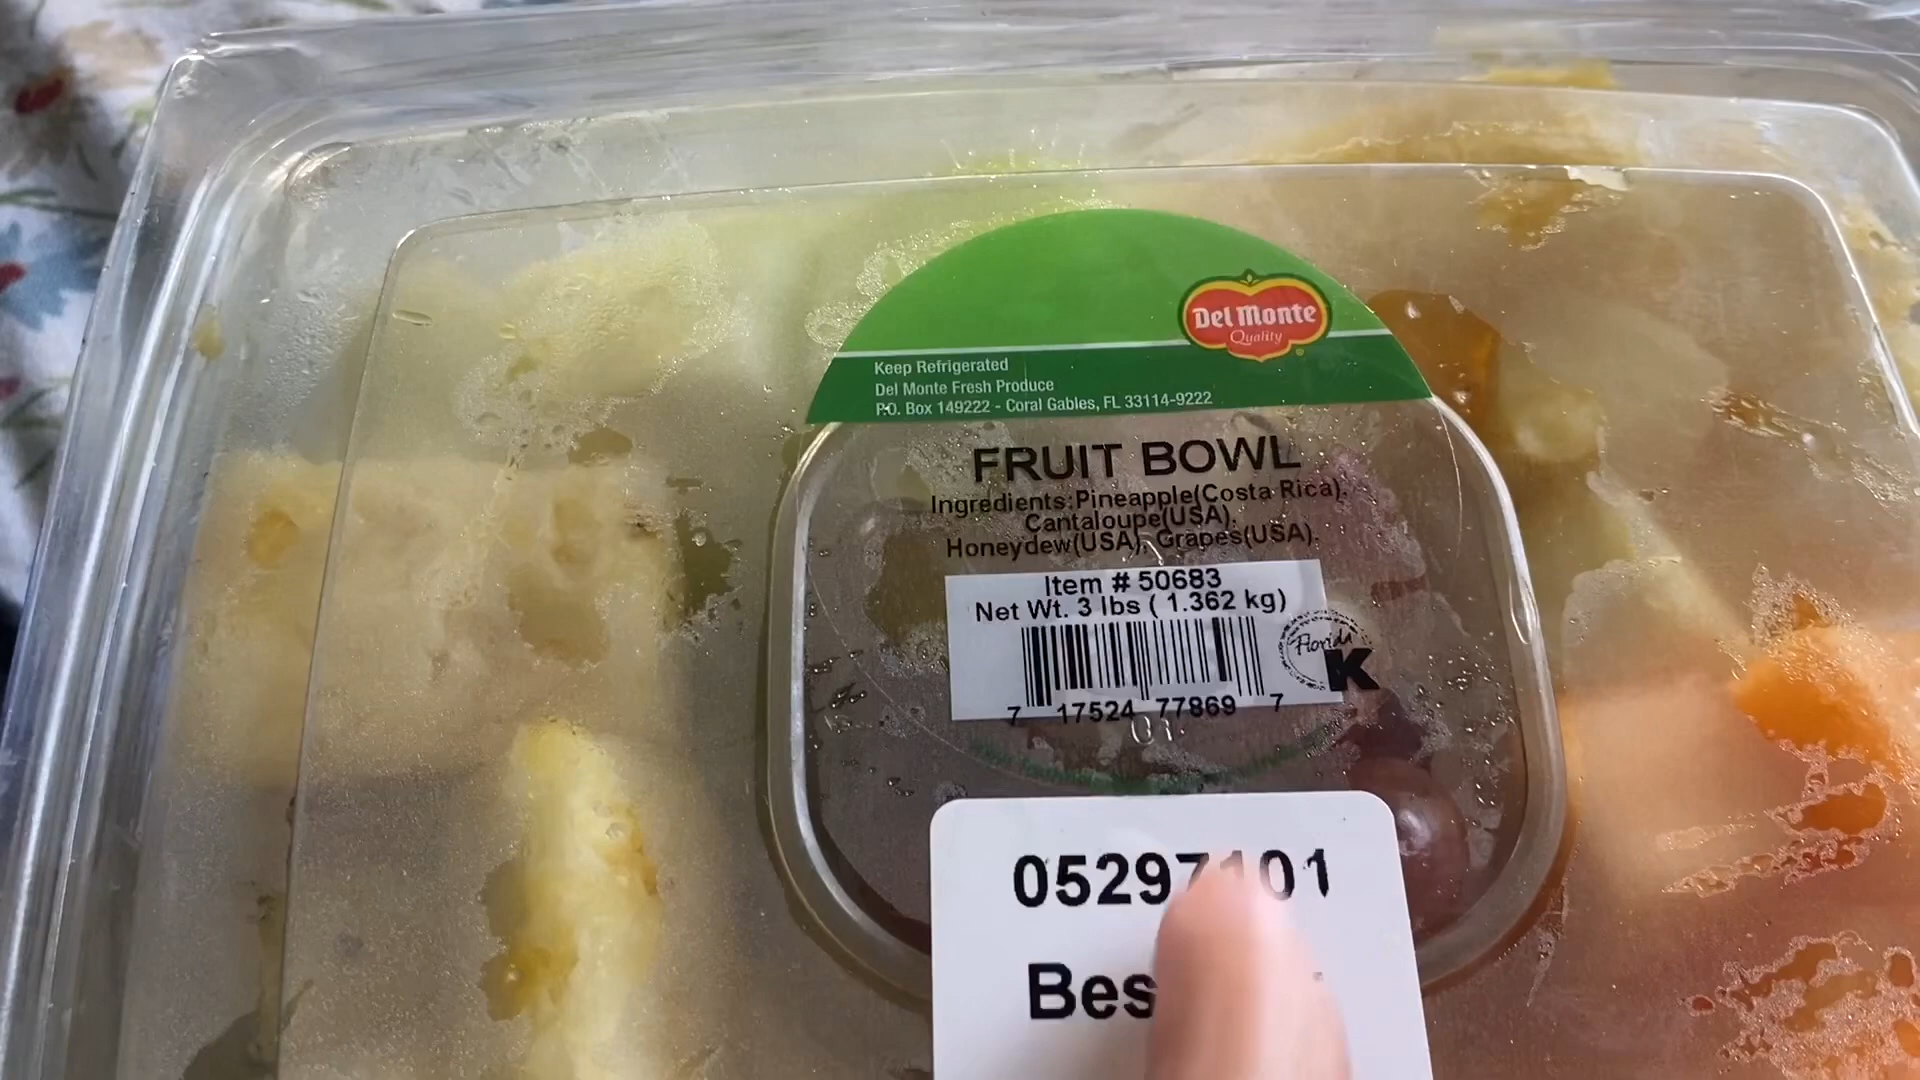 Del Monte
Quality
Keep Refrigerated
Del Monte Fresh Produce
P.O. Box 149222 - Coral Gables, FL 33114-9222
FRUIT BOWL
Ingredients:Pineapple(Costa Rica),
Cantaloupe(USA),
Honeydew(USA), Grapes(USA).
Item # 50683
Net Wt. 3 lbs ( 1.362 kg)
Florida
K
7 17524 77869 7
01